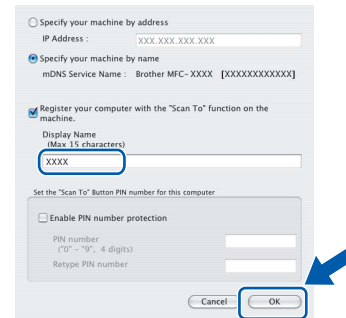 Specify your machine by address
IP Address : XXX.XXX.XXX.XXX
Specify your machine by name
mDNS Service Name : Brother MFC-XXXX [XXXXXXXXXXXX]
Register your computer with the "Scan To" function on the
machine.
Display Name
(Max 15 characters)
XXXX
Set the "Scan To" Button PIN number for this computer
Enable PIN number protection
PIN number
("0" - "9", 4 digits)
Retype PIN number
Cancel OK